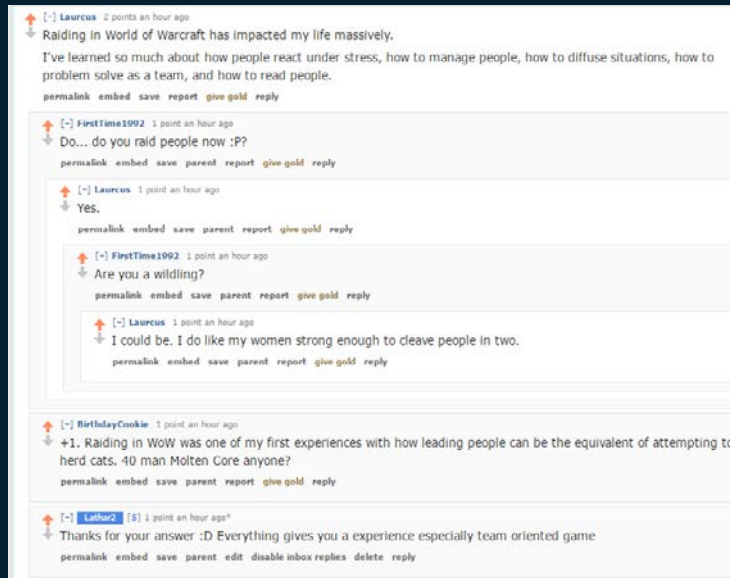 [-] Laurcus 2 points an hour ago
Raiding in World of Warcraft has impacted my life massively.
I've learned so much about how people react under stress, how to manage people, how to diffuse situations, how to
problem solve as a team, and how to read people.
permalink embed save report give gold reply
[-] FirstTime1992 1 point an hour ago
Do... do you raid people now :P?
permalink embed save parent report give gold reply
[-] Laurcus 1 point an hour ago
Yes.
permalink embed save parent report give gold reply
[-] FirstTime1992 1 point an hour ago
Are you a wildling?
permalink embed save parent report give gold reply
[-] Laurcus 1 point an hour ago
I could be. I do like my women strong enough to cleave people in two.
permalink embed save parent report give gold reply
[-] BirthdayCookie 1 point an hour ago
+1. Raiding in WoW was one of my first experiences with how leading people can be the equivalent of attempting to
herd cats. 40 man Molten Core anyone?
permalink embed save parent report give gold reply
[-] Lathar2 [S] 1 point an hour ago*
Thanks for your answer :D Everything gives you a experience especially team oriented game
permalink embed save parent edit disable inbox replies delete reply